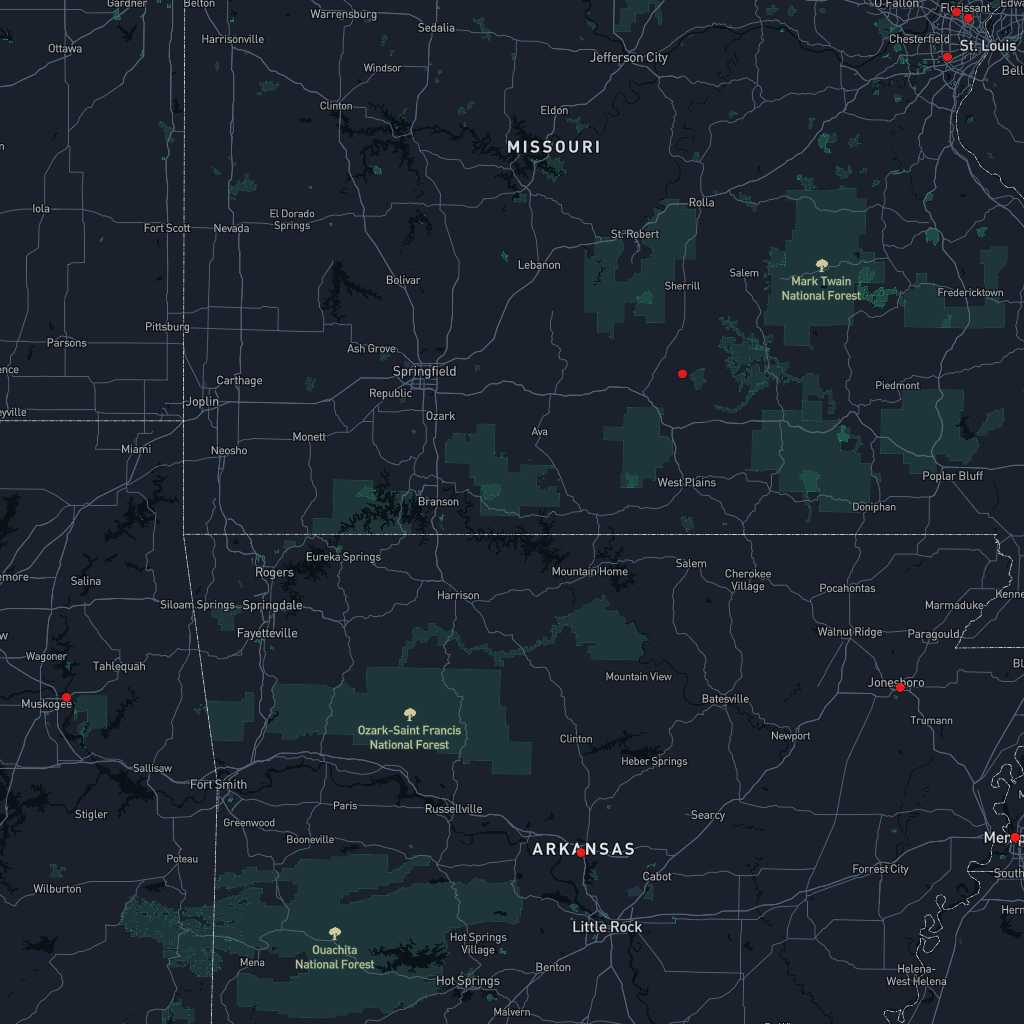 Gardner
Belton
Warrensburg
Sedalia
O'Fallon
Florissant
Ottawa
Harrisonville
Jefferson City
Chesterfield
St. Louis
Windsor
Clinton
Eldon
MISSOURI
Iola
Fort Scott
Nevada
El Dorado
Springs
Rolla
St. Robert
Lebanon
Salem
Sherrill
Bolivar
Mark Twain
National Forest
Fredericktown
Pittsburg
Parsons
Ash Grove
Springfield
Carthage
Republic
Piedmont
Joplin
Ozark
Ava
Monett
Miami
Neosho
Branson
West Plains
Poplar Bluff
Doniphan
Eureka Springs
Rogers
Mountain Home
Salem
Cherokee
Village
Salina
Harrison
Pocahontas
Siloam Springs
Springdale
Marmaduke
Fayetteville
Walnut Ridge
Paragould
Wagoner
Tahlequah
Mountain View
Jonesboro
Muskogee
Batesville
Trumann
Ozark-Saint Francis
National Forest
Clinton
Newport
Heber Springs
Sallisaw
Fort Smith
Stigler
Paris
Russellville
Searcy
Greenwood
Booneville
ARKANSAS
Poteau
Cabot
Forrest City
Wilburton
Little Rock
Ouachita
National Forest
Mena
Hot Springs
Village
Benton
Hot Springs
Helena-
West Helena
Malvern